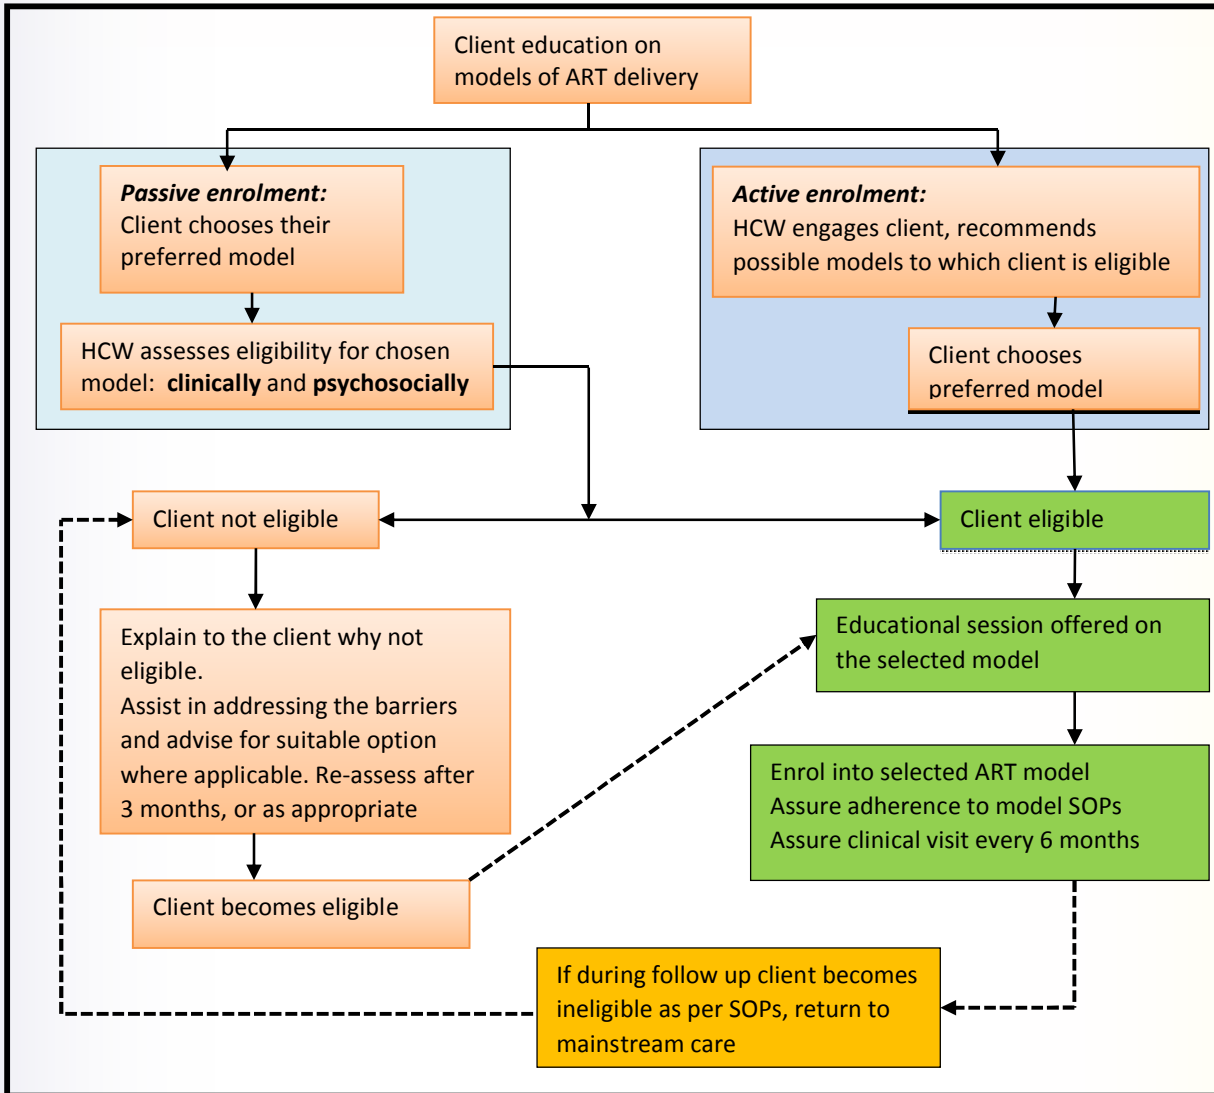 Client education on
models of ART delivery
Passive enrolment:
Client chooses their
preferred model
Active enrolment:
HCW engages client, recommends
possible models to which client is eligible
HCW assesses eligibility for chosen
model: clinically and psychosocially
Client chooses
preferred model
Client not eligible
Client eligible
Explain to the client why not
eligible.
Assist in addressing the barriers
and advise for suitable option
where applicable. Re-assess after
3 months, or as appropriate
Educational session offered on
the selected model
Enrol into selected ART model
Assure adherence to model SOPs
Assure clinical visit every 6 months
Client becomes eligible
If during follow up client becomes
ineligible as per SOPs, return to
mainstream care